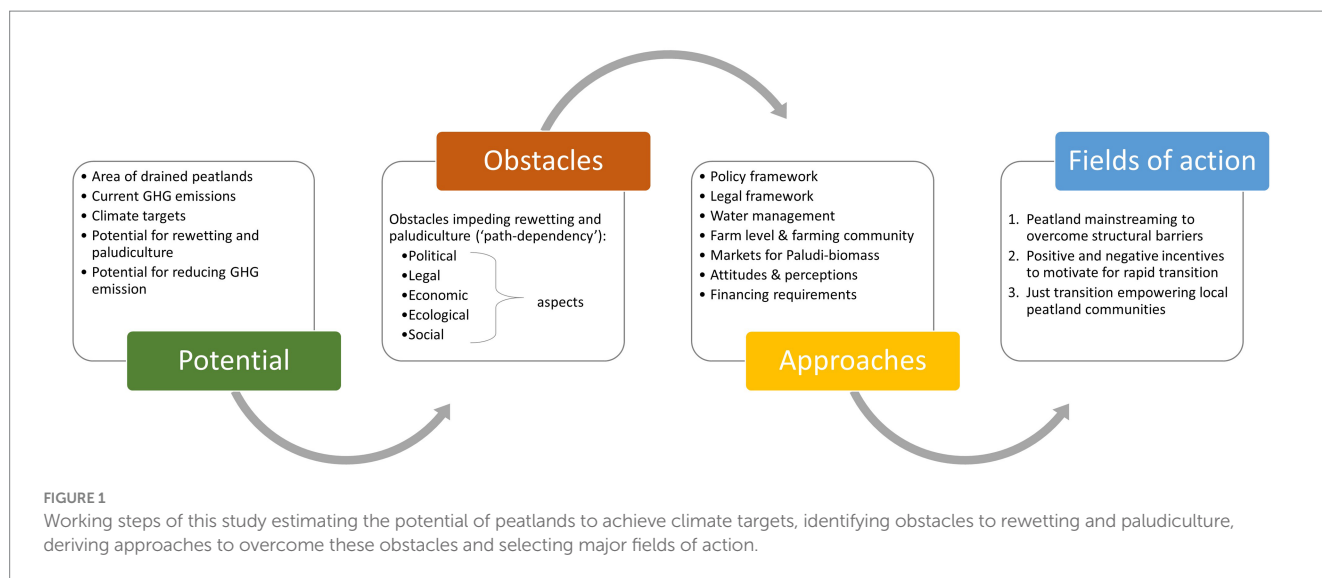 • Area of drained peatlands
• Current GHG emissions
• Climate targets
• Potential for rewetting and
paludiculture
• Potential for reducing GHG
emission
Potential
Obstacles
Obstacles impeding rewetting and
paludiculture (‘path-dependency’):
•Political
•Legal
•Economic
•Ecological
•Social
aspects
• Policy framework
• Legal framework
• Water management
• Farm level & farming community
• Markets for Paludi-biomass
• Attitudes & perceptions
• Financing requirements
Approaches
Fields of action
1. Peatland mainstreaming to
overcome structural barriers
2. Positive and negative incentives
to motivate for rapid transition
3. Just transition empowering local
peatland communities
FIGURE 1
Working steps of this study estimating the potential of peatlands to achieve climate targets, identifying obstacles to rewetting and paludiculture,
deriving approaches to overcome these obstacles and selecting major fields of action.